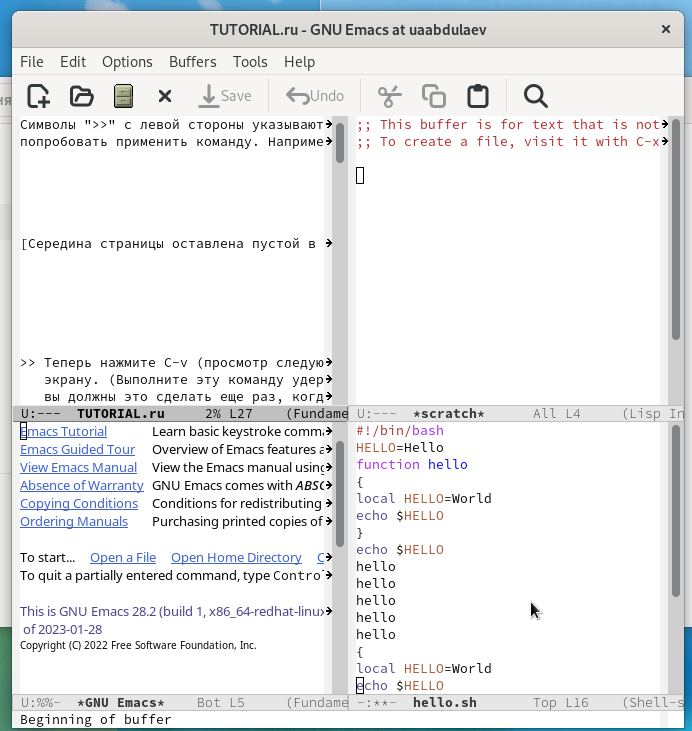 TUTORIAL.ru - GNU Emacs at uaabdulaev
File Edit Options Buffers Tools Help
Save Undo
Символы ">>" с левой стороны указывают
попробовать применить команду. Наприме
[Середина страницы оставлена пустой в
>> Теперь нажмите C-v (просмотр следую
экрану. (Выполните эту команду удер
вы должны это сделать еще раз, когд
U:--- TUTORIAL.ru 2% L27 (Fundame
;; This buffer is for text that is not
;; To create a file, visit it with C-x
U:--- *scratch* All L4 (Lisp In
Emacs Tutorial Learn basic keystroke comm
Emacs Guided Tour Overview of Emacs features a
View Emacs Manual View the Emacs manual using
Absence of Warranty GNU Emacs comes with ABSO
Copying Conditions Conditions for redistributing
Ordering Manuals Purchasing printed copies of
To start... Open a File Open Home Directory C
To quit a partially entered command, type Contro
This is GNU Emacs 28.2 (build 1, x86_64-redhat-linux
of 2023-01-28
Copyright (C) 2022 Free Software Foundation, Inc.
U:%%- *GNU Emacs* Bot L5 (Fundame
#!/bin/bash
HELLO=Hello
function hello
{
local HELLO=World
echo $HELLO
}
echo $HELLO
hello
hello
hello
hello
hello
{
local HELLO=World
echo $HELLO
-:**- hello.sh Top L16 (Shell-s
Beginning of buffer